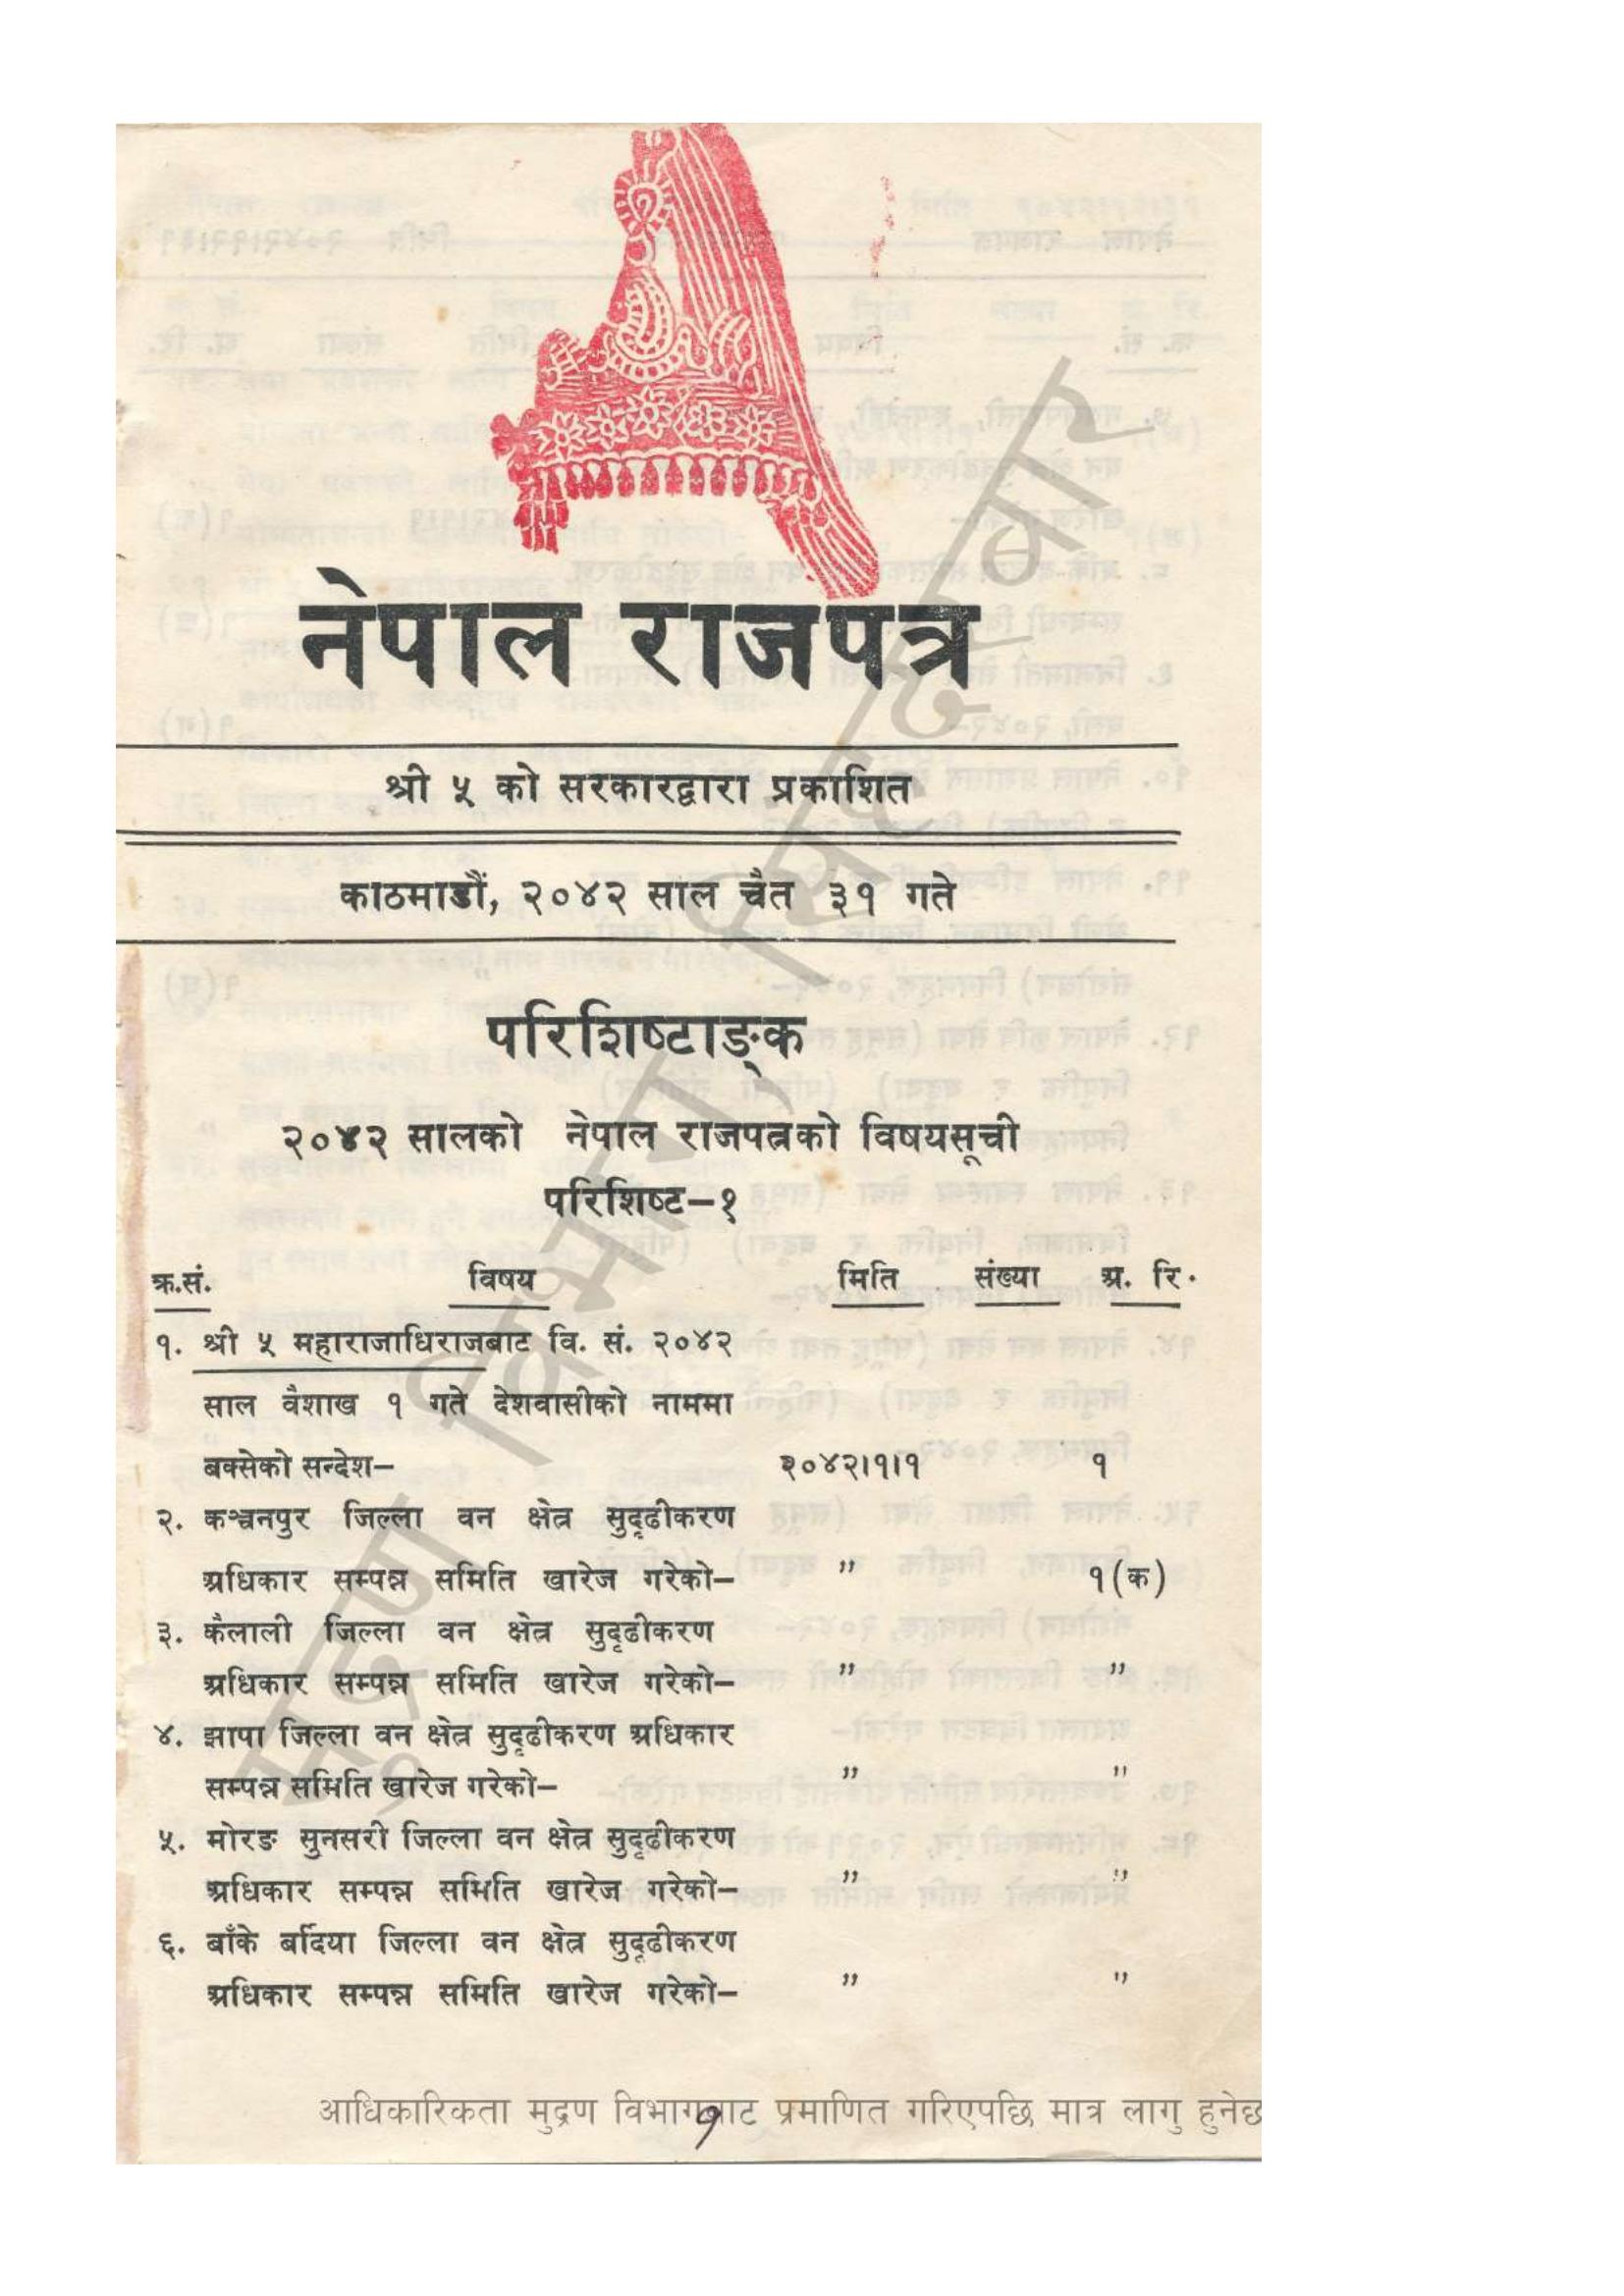 नेपाल राजपत्र
श्री ५ को सरकारद्वारा प्रकाशित
काठमाडौं, २०४२ साल चैत ३१ गते
परिशिष्टाङ्क
२०४२ सालको नेपाल राजपत्रको विषयसूची
परिशिष्ट–१
क्र.सं. विषय मिति संख्या अ. रि.
१. श्री ५ महाराजाधिराजबाट वि. सं. २०४२
साल वैशाख १ गते देशवासीको नाममा
बक्सेको सन्देश– २०४२।१।१ १
२. कञ्चनपुर जिल्ला वन क्षेत्र सुदृढीकरण
अधिकार सम्पन्न समिति खारेज गरेको– " १(क)
३. कैलाली जिल्ला वन क्षेत्र सुदृढीकरण
अधिकार सम्पन्न समिति खारेज गरेको– " "
४. झापा जिल्ला वन क्षेत्र सुदृढीकरण अधिकार
सम्पन्न समिति खारेज गरेको– " "
५. मोरङ सुनसरी जिल्ला वन क्षेत्र सुदृढीकरण
अधिकार सम्पन्न समिति खारेज गरेको– " "
६. बाँके बर्दिया जिल्ला वन क्षेत्र सुदृढीकरण
अधिकार सम्पन्न समिति खारेज गरेको– " "
मुद्रण विभाग, सिंहदरवार
आधिकारिकता मुद्रण विभागबाट प्रमाणित गरिएपछि मात्र लागु हुनेछ
१